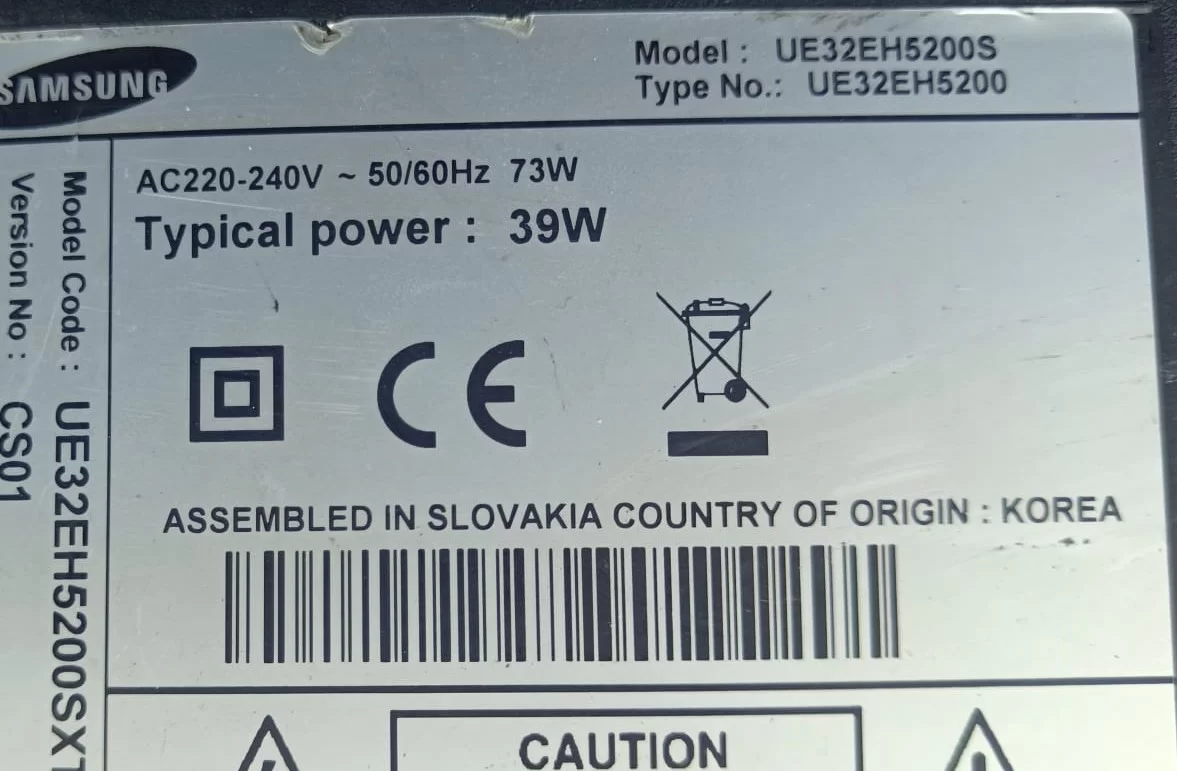 SAMSUNG
Model : UE32EH5200S
Type No.: UE32EH5200
AC220-240V ~ 50/60Hz 73W
Typical power : 39W
Model Code : UE32EH5200SX
Version No : CS01
CE
ASSEMBLED IN SLOVAKIA COUNTRY OF ORIGIN : KOREA
CAUTION